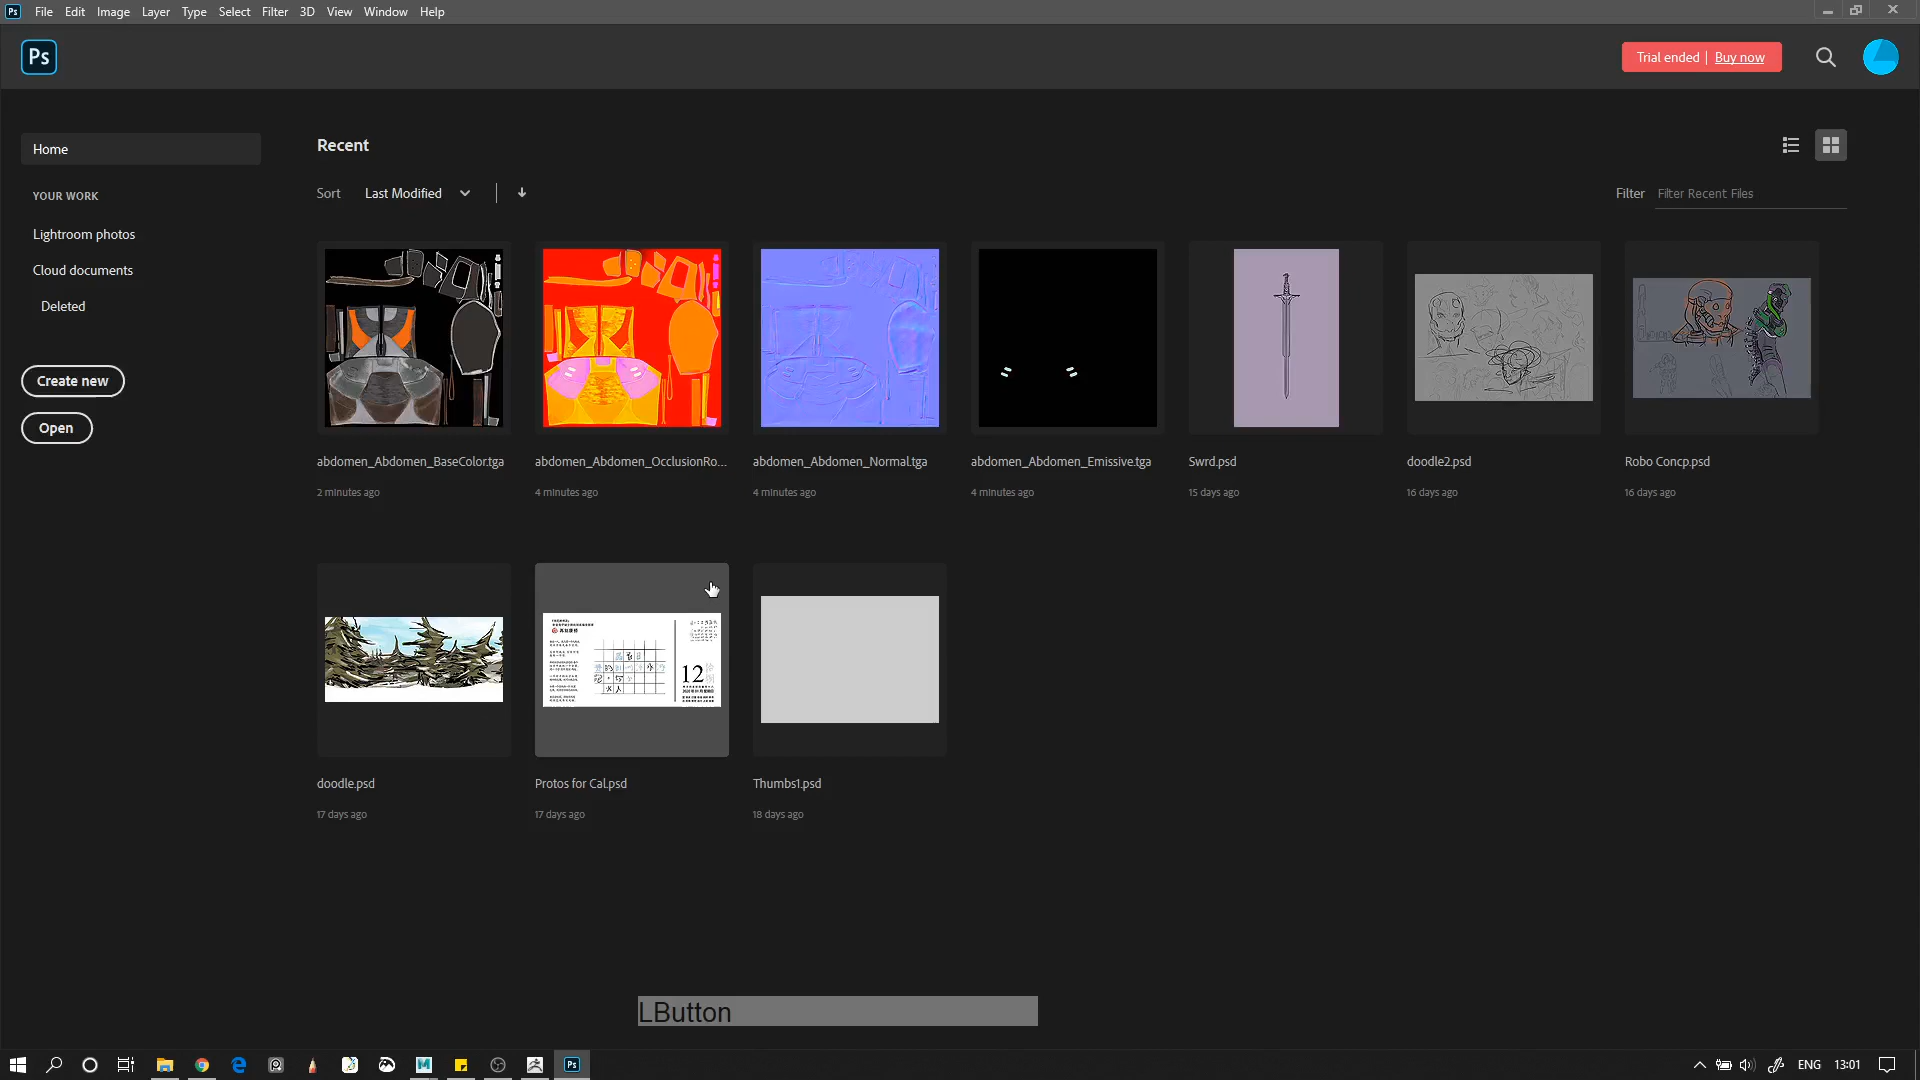 Ps File Edit Image Layer Type Select Filter 3D View Window Help
Ps
Trial ended | Buy now
Home
YOUR WORK
Lightroom photos
Cloud documents
Deleted
Create new
Open
Recent
Sort Last Modified
Filter Filter Recent Files
abdomen_Abdomen_BaseColor.tga
2 minutes ago
abdomen_Abdomen_OcclusionRo...
4 minutes ago
abdomen_Abdomen_Normal.tga
4 minutes ago
abdomen_Abdomen_Emissive.tga
4 minutes ago
Swrd.psd
15 days ago
doodle2.psd
16 days ago
Robo Concp.psd
16 days ago
12
doodle.psd
17 days ago
Protos for Cal.psd
17 days ago
Thumbs1.psd
18 days ago
LButton
M
Ps
ENG 13:01